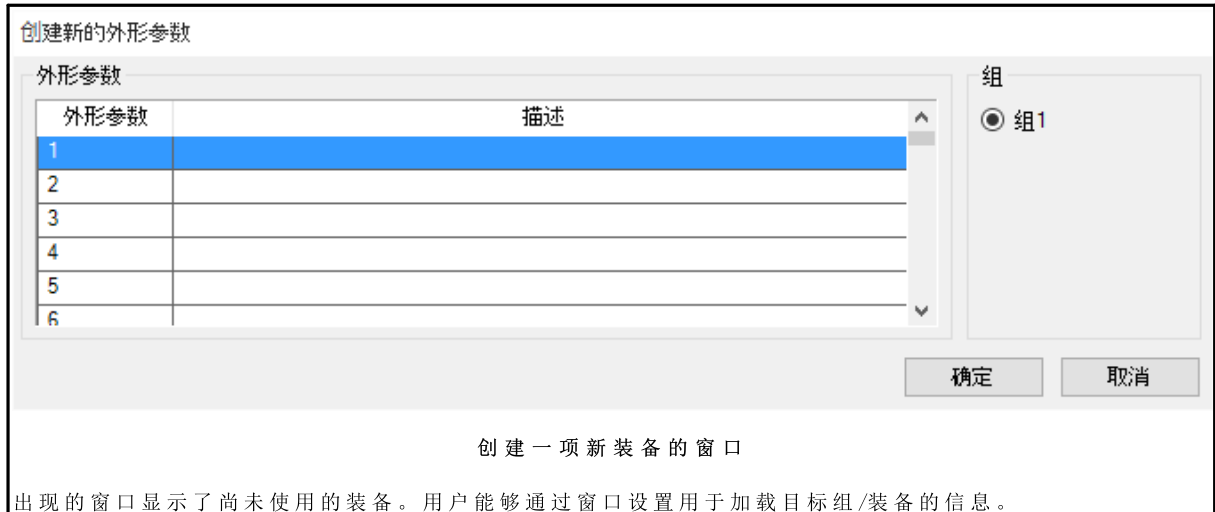 创建新的外形参数
外形参数
组
外形参数 描述
组1
1
2
3
4
5
6
确定 取消
创建一项新装备的窗口
出现的窗口显示了尚未使用的装备。用户能够通过窗口设置用于加载目标组/装备的信息。